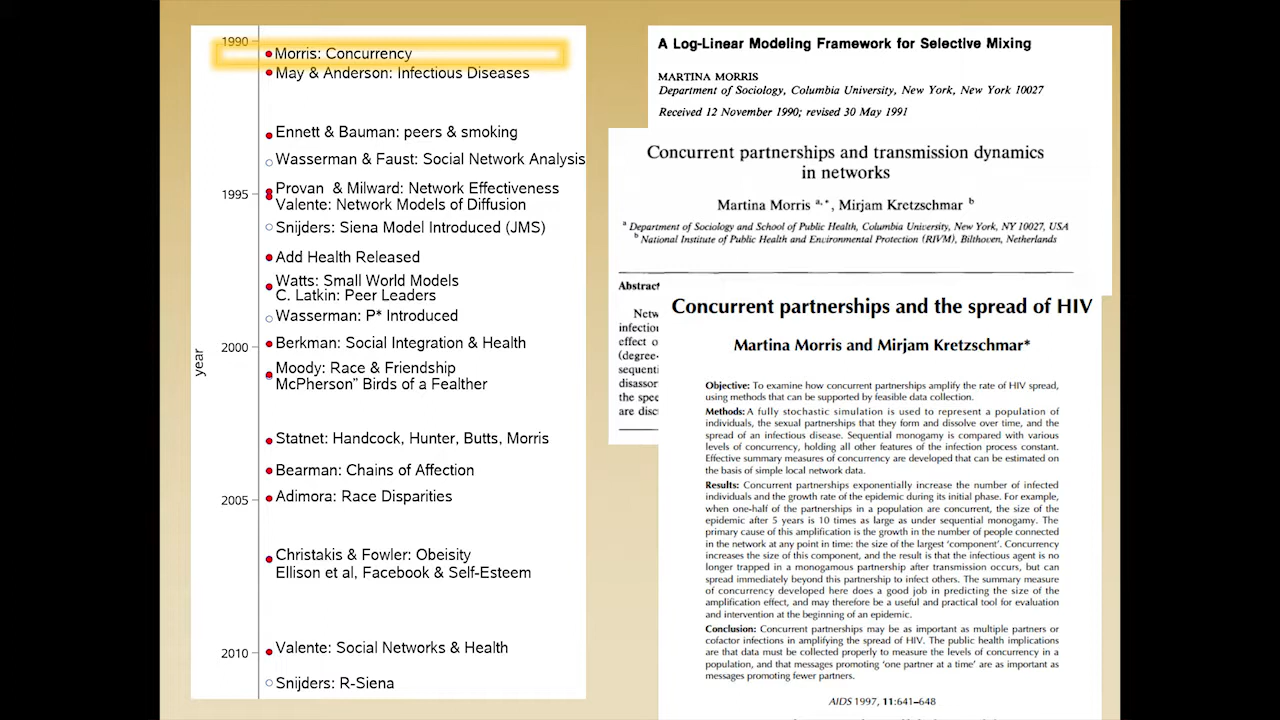 1990
Morris: Concurrency
May & Anderson: Infectious Diseases
Ennett & Bauman: peers & smoking
Wasserman & Faust: Social Network Analysis
Provan & Milward: Network Effectiveness
1995
Valente: Network Models of Diffusion
Snijders: Siena Model Introduced (JMS)
Add Health Released
Watts: Small World Models
C. Latkin: Peer Leaders
Wasserman: P* Introduced
Berkman: Social Integration & Health
2000
year
Moody: Race & Friendship
McPherson" Birds of a Fealther
Statnet: Handcock, Hunter, Butts, Morris
Bearman: Chains of Affection
Adimora: Race Disparities
2005
Christakis & Fowler: Obeisity
Ellison et al, Facebook & Self-Esteem
Valente: Social Networks & Health
2010
Snijders: R-Siena
A Log-Linear Modeling Framework for Selective Mixing
MARTINA MORRIS
Department of Sociology, Columbia University, New York, New York 10027
Received 12 November 1990; revised 30 May 1991
Concurrent partnerships and transmission dynamics
in networks
Martina Morris a,*, Mirjam Kretzschmar b
a Department of Sociology and School of Public Health, Columbia University, New York, NY 10027, USA
b National Institute of Public Health and Environmental Protection (RIVM), Bilthoven, Netherlands
Abstract
Netw
infectio
effect o
(degree-
sequenti
disassor
the spee
are disc
Concurrent partnerships and the spread of HIV
Martina Morris and Mirjam Kretzschmar*
Objective: To examine how concurrent partnerships amplify the rate of HIV spread,
using methods that can be supported by feasible data collection.
Methods: A fully stochastic simulation is used to represent a population of
individuals, the sexual partnerships that they form and dissolve over time, and the
spread of an infectious disease. Sequential monogamy is compared with various
levels of concurrency, holding all other features of the infection process constant.
Effective summary measures of concurrency are developed that can be estimated on
the basis of simple local network data.
Results: Concurrent partnerships exponentially increase the number of infected
individuals and the growth rate of the epidemic during its initial phase. For example,
when one-half of the partnerships in a population are concurrent, the size of the
epidemic after 5 years is 10 times as large as under sequential monogamy. The
primary cause of this amplification is the growth in the number of people connected
in the network at any point in time: the size of the largest 'component'. Concurrency
increases the size of this component, and the result is that the infectious agent is no
longer trapped in a monogamous partnership after transmission occurs, but can
spread immediately beyond this partnership to infect others. The summary measure
of concurrency developed here does a good job in predicting the size of the
amplification effect, and may therefore be a useful and practical tool for evaluation
and intervention at the beginning of an epidemic.
Conclusion: Concurrent partnerships may be as important as multiple partners or
cofactor infections in amplifying the spread of HIV. The public health implications
are that data must be collected properly to measure the levels of concurrency in a
population, and that messages promoting 'one partner at a time' are as important as
messages promoting fewer partners.
AIDS 1997, 11:641–648